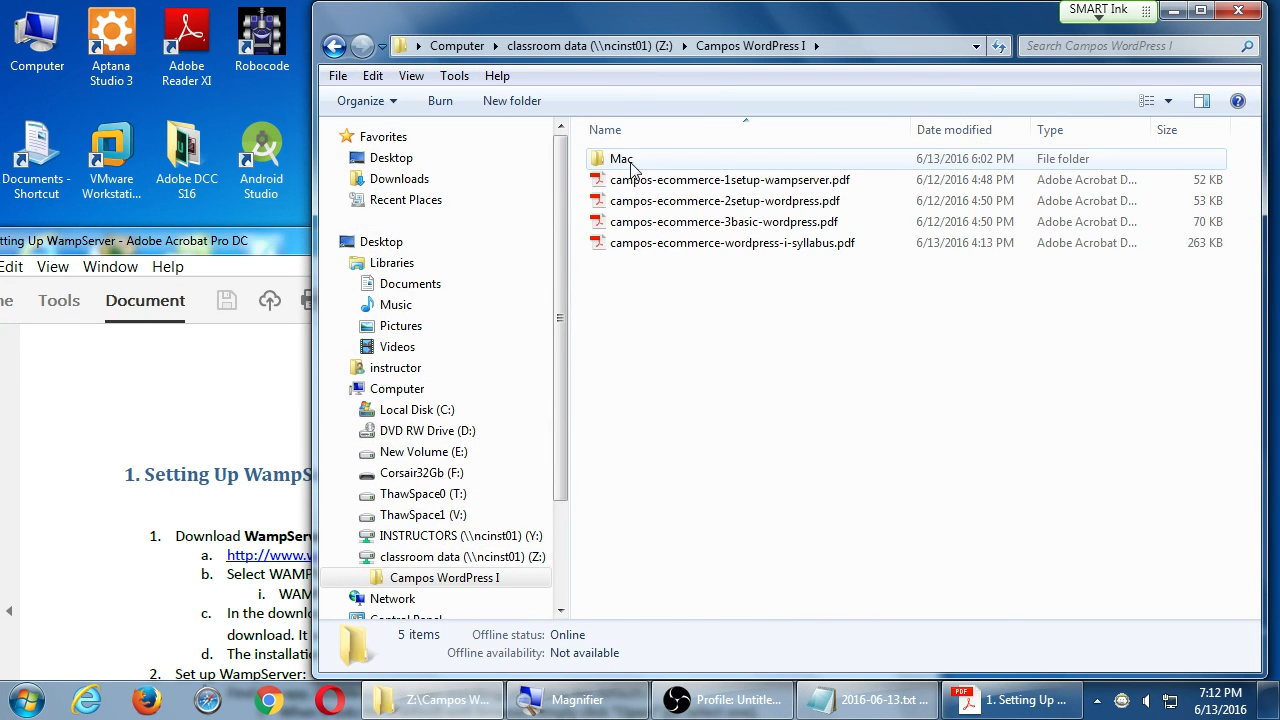 Computer
Aptana
Studio 3
Adobe
Reader XI
Robocode
Documents -
Shortcut
VMware
Workstati...
Adobe DCC
S16
Android
Studio
SMART Ink
Computer
classroom data (\\ncinst01) (Z:)
Campos WordPress I
Search Campos WordPress I
File Edit View Tools Help
Organize Burn New folder
Name Date modified Type Size
Mac 6/13/2016 6:02 PM File folder
campos-ecommerce-1setup-wampserver.pdf 6/12/2016 4:48 PM Adobe Acrobat D... 52 KB
campos-ecommerce-2setup-wordpress.pdf 6/12/2016 4:50 PM Adobe Acrobat D... 53 KB
campos-ecommerce-3basic-wordpress.pdf 6/12/2016 4:50 PM Adobe Acrobat D... 70 KB
campos-ecommerce-wordpress-i-syllabus.pdf 6/13/2016 4:13 PM Adobe Acrobat D... 263 KB
Favorites
Desktop
Downloads
Recent Places
Desktop
Libraries
Documents
Music
Pictures
Videos
instructor
Computer
Local Disk (C:)
DVD RW Drive (D:)
New Volume (E:)
Corsair32Gb (F:)
ThawSpace0 (T:)
ThawSpace1 (V:)
INSTRUCTORS (\\ncinst01) (Y:)
classroom data (\\ncinst01) (Z:)
Campos WordPress I
Network
Control Panel
5 items Offline status: Online
Offline availability: Not available
tting Up WampServer - Adobe Acrobat Pro DC
Edit Window Help
ne Tools Document
1. Setting Up WampS
1. Download WampServ
a. http://www.
b. Select WAMP
i. WAM
c. In the downlo
download. It
d. The installatio
2. Set up WampServer:
Z:\Campos W...
Magnifier
Profile: Untitle...
2016-06-13.txt ...
PDF
1. Setting Up ...
7:12 PM
6/13/2016